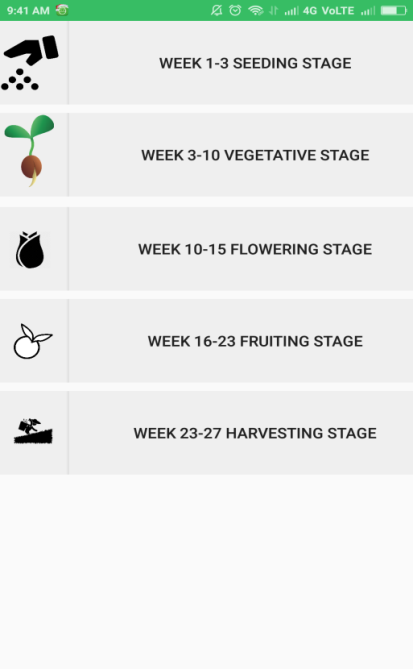 9:41 AM 4G VoLTE
WEEK 1-3 SEEDING STAGE
WEEK 3-10 VEGETATIVE STAGE
WEEK 10-15 FLOWERING STAGE
WEEK 16-23 FRUITING STAGE
WEEK 23-27 HARVESTING STAGE